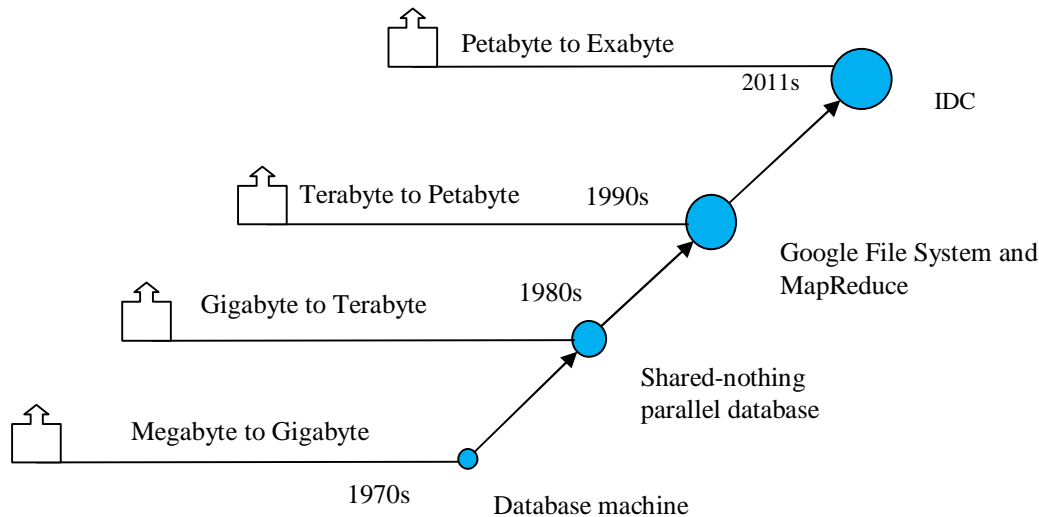 Petabyte to Exabyte
2011s
IDC
Terabyte to Petabyte
1990s
Google File System and
MapReduce
Gigabyte to Terabyte
1980s
Shared-nothing
parallel database
Megabyte to Gigabyte
1970s
Database machine